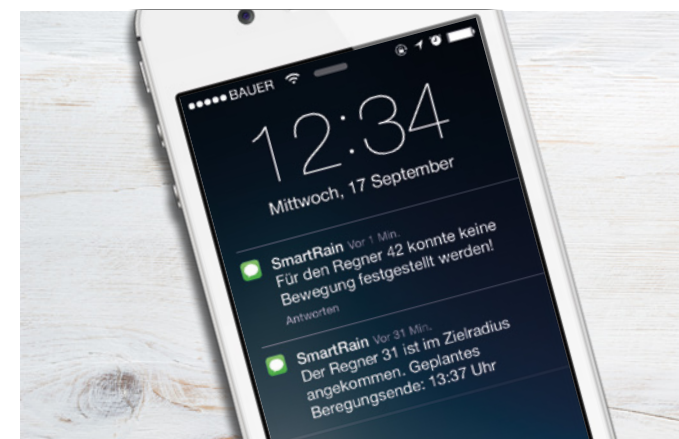 BAUER
12:34
Mittwoch, 17 September
SmartRain Vor 1 Min.
Für den Regner 42 konnte keine
Bewegung festgestellt werden!
Antworten
SmartRain Vor 31 Min.
Der Regner 31 ist im Zielradius
angekommen. Geplantes
Beregungsende: 13:37 Uhr